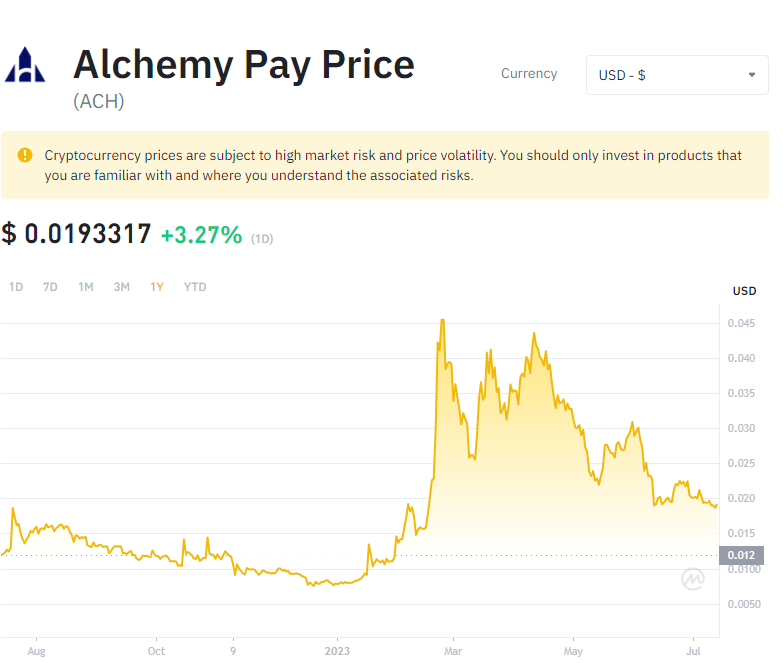 Alchemy Pay Price
(ACH)
Currency
USD - $
Cryptocurrency prices are subject to high market risk and price volatility. You should only invest in products that
you are familiar with and where you understand the associated risks.
$ 0.0193317 +3.27% (1D)
1D 7D 1M 3M 1Y YTD
USD
0.045
0.040
0.035
0.030
0.025
0.020
0.015
0.012
0.0100
0.0050
Aug Oct 9 2023 Mar May Jul